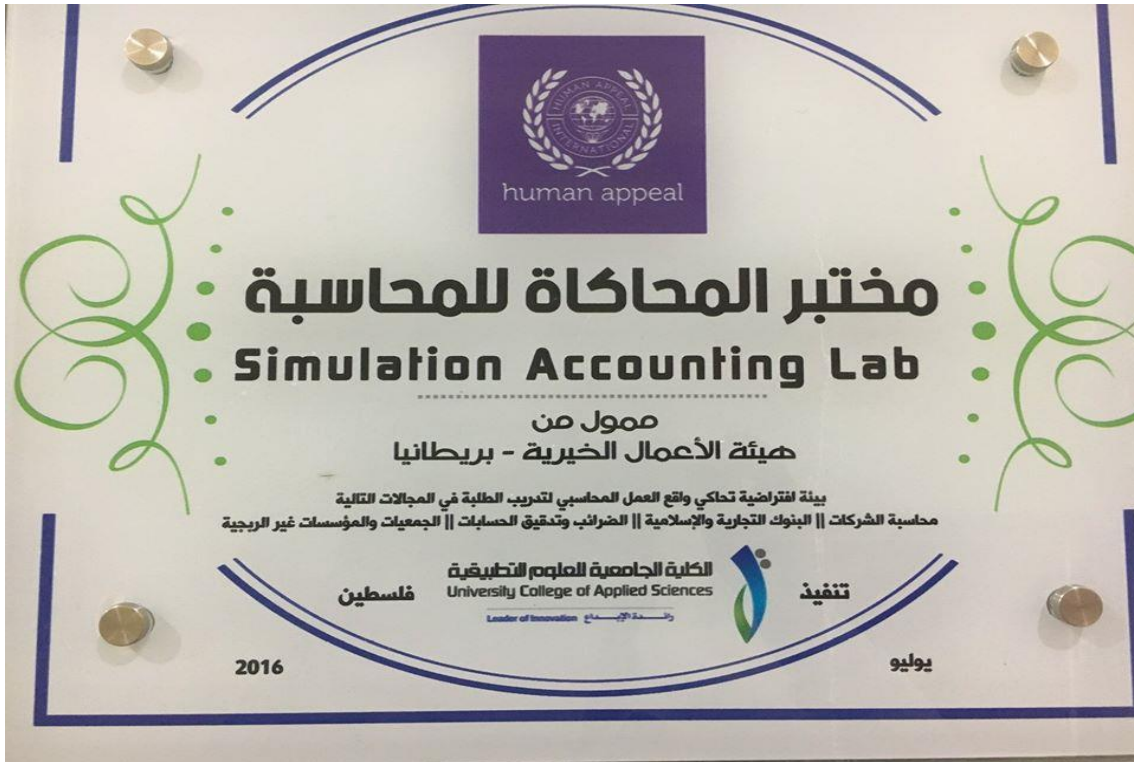 HUMAN APPEAL
INTERNATIONAL
human appeal
مختبر المحاكاة للمحاسبة
Simulation Accounting Lab
ممول من
هيئة الأعمال الخيرية - بريطانيا
بيئة افتراضية تحاكي واقع العمل المحاسبي لتدريب الطلبة في المجالات التالية
محاسبة الشركات || البنوك التجارية والإسلامية || الضرائب وتدقيق الحسابات || الجمعيات والمؤسسات غير الربحية
تنفيذ
الكلية الجامعية للعلوم التطبيقية
University College of Applied Sciences
رائــدة الإبــداع Leader of Innovation
فلسطين
يوليو 2016